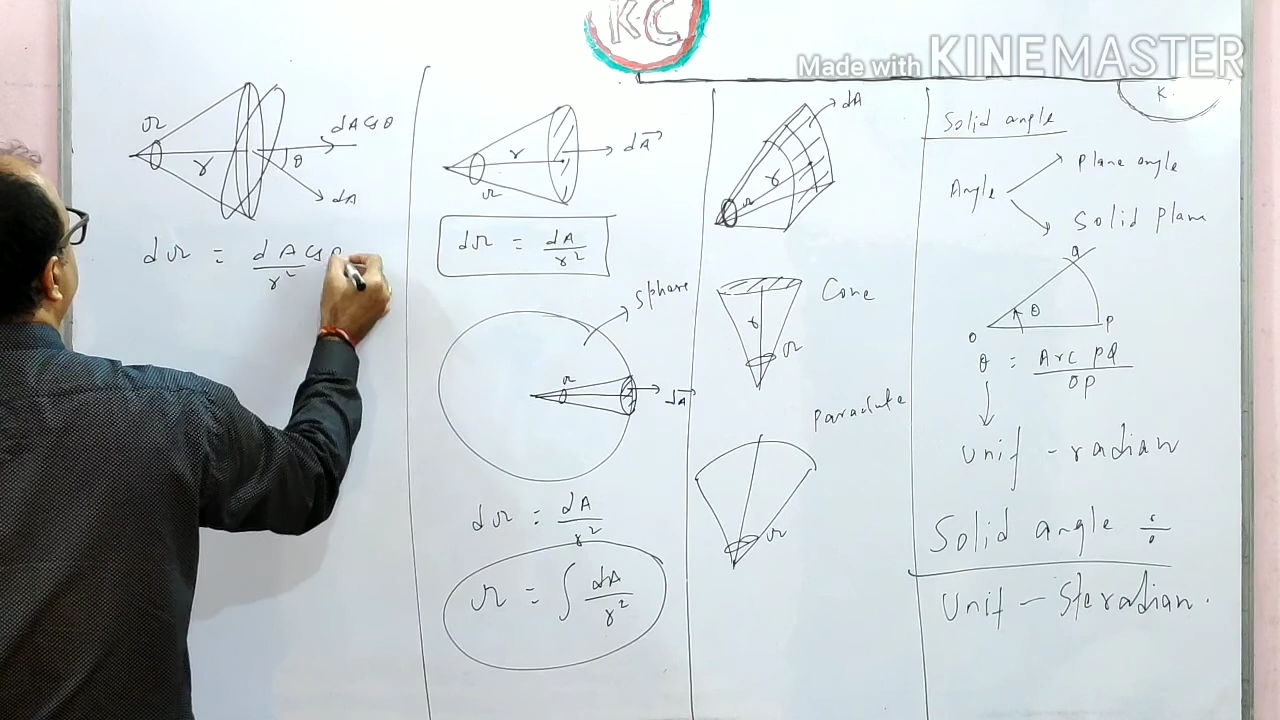 KC
Made with KINEMASTER
K.
Ω
r
dA cos θ
θ
dA
dΩ = dA cos θ / r²
r
Ω
dA⃗
dΩ = dA / r²
Sphere
Ω
dA⃗
dΩ = dA / r²
Ω = ∫ dA / r²
dA
r
Ω
Cone
r
Ω
Paradute
Ω
Solid angle
Angle
Plane angle
Solid plane
Q
θ
O
P
θ = Arc PQ / OP
Unit - radian
Solid angle ÷
Unit - Steradian.